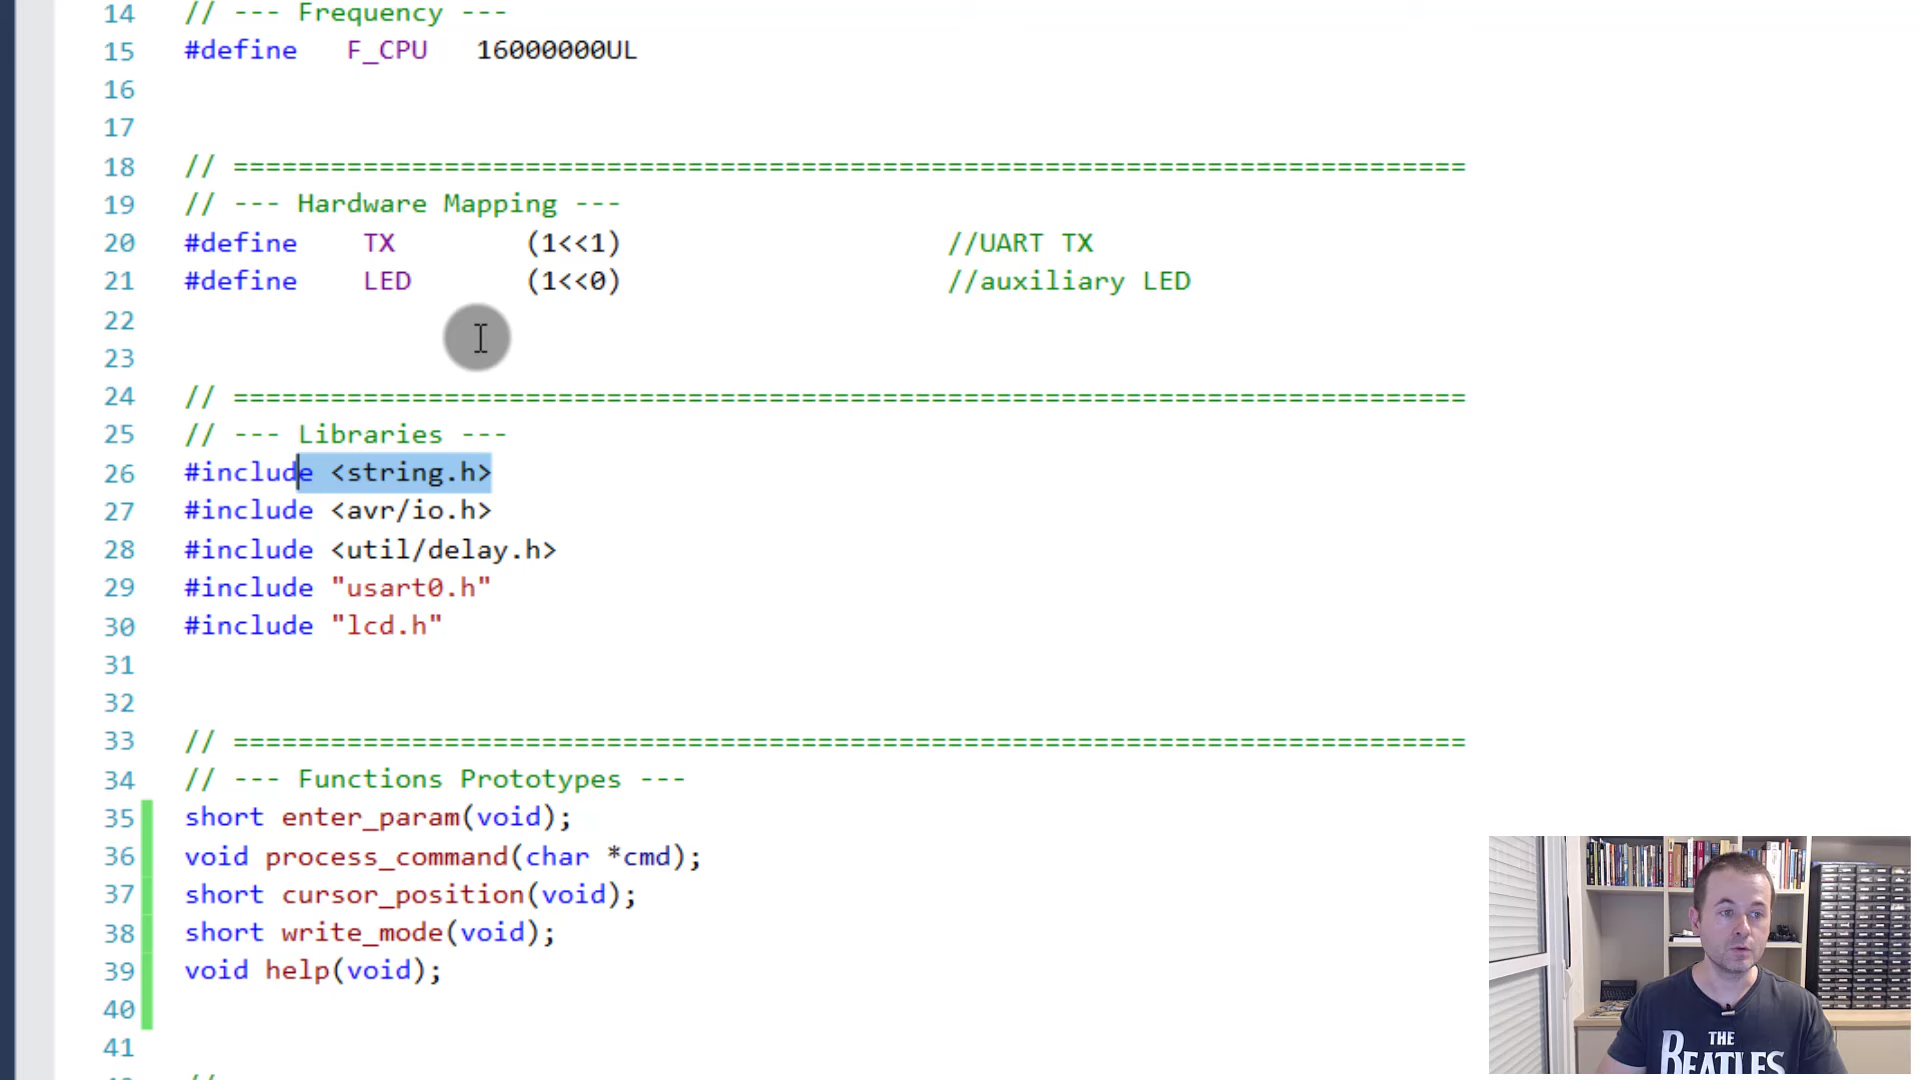 14 // --- Frequency ---
15 #define F_CPU 16000000UL
16
17
18 // ============================================================================
19 // --- Hardware Mapping ---
20 #define TX (1<<1) //UART TX
21 #define LED (1<<0) //auxiliary LED
22
23
24 // ============================================================================
25 // --- Libraries ---
26 #include <string.h>
27 #include <avr/io.h>
28 #include <util/delay.h>
29 #include "usart0.h"
30 #include "lcd.h"
31
32
33 // ============================================================================
34 // --- Functions Prototypes ---
35 short enter_param(void);
36 void process_command(char *cmd);
37 short cursor_position(void);
38 short write_mode(void);
39 void help(void);
40
41
//
THE
BEATLES